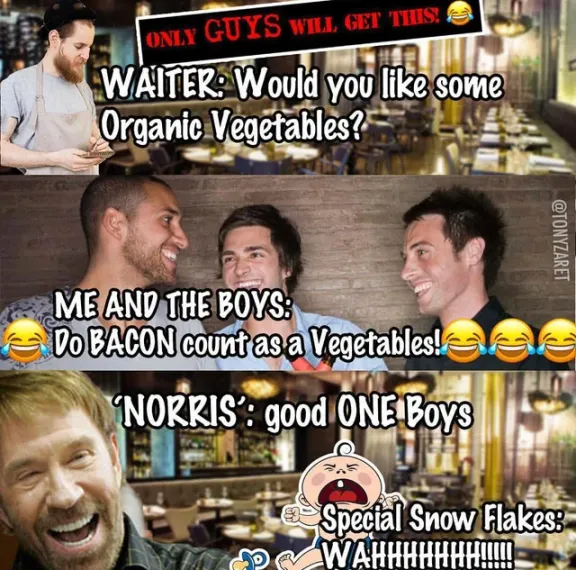 ONLY GUYS WILL GET THIS! 😂
WAITER: Would you like some
Organic Vegetables?
@TONYZARET
ME AND THE BOYS:
😂 Do BACON count as a Vegetables!😂😂😂
‘NORRIS’: good ONE Boys
Special Snow Flakes:
WAHHHHHHH!!!!!